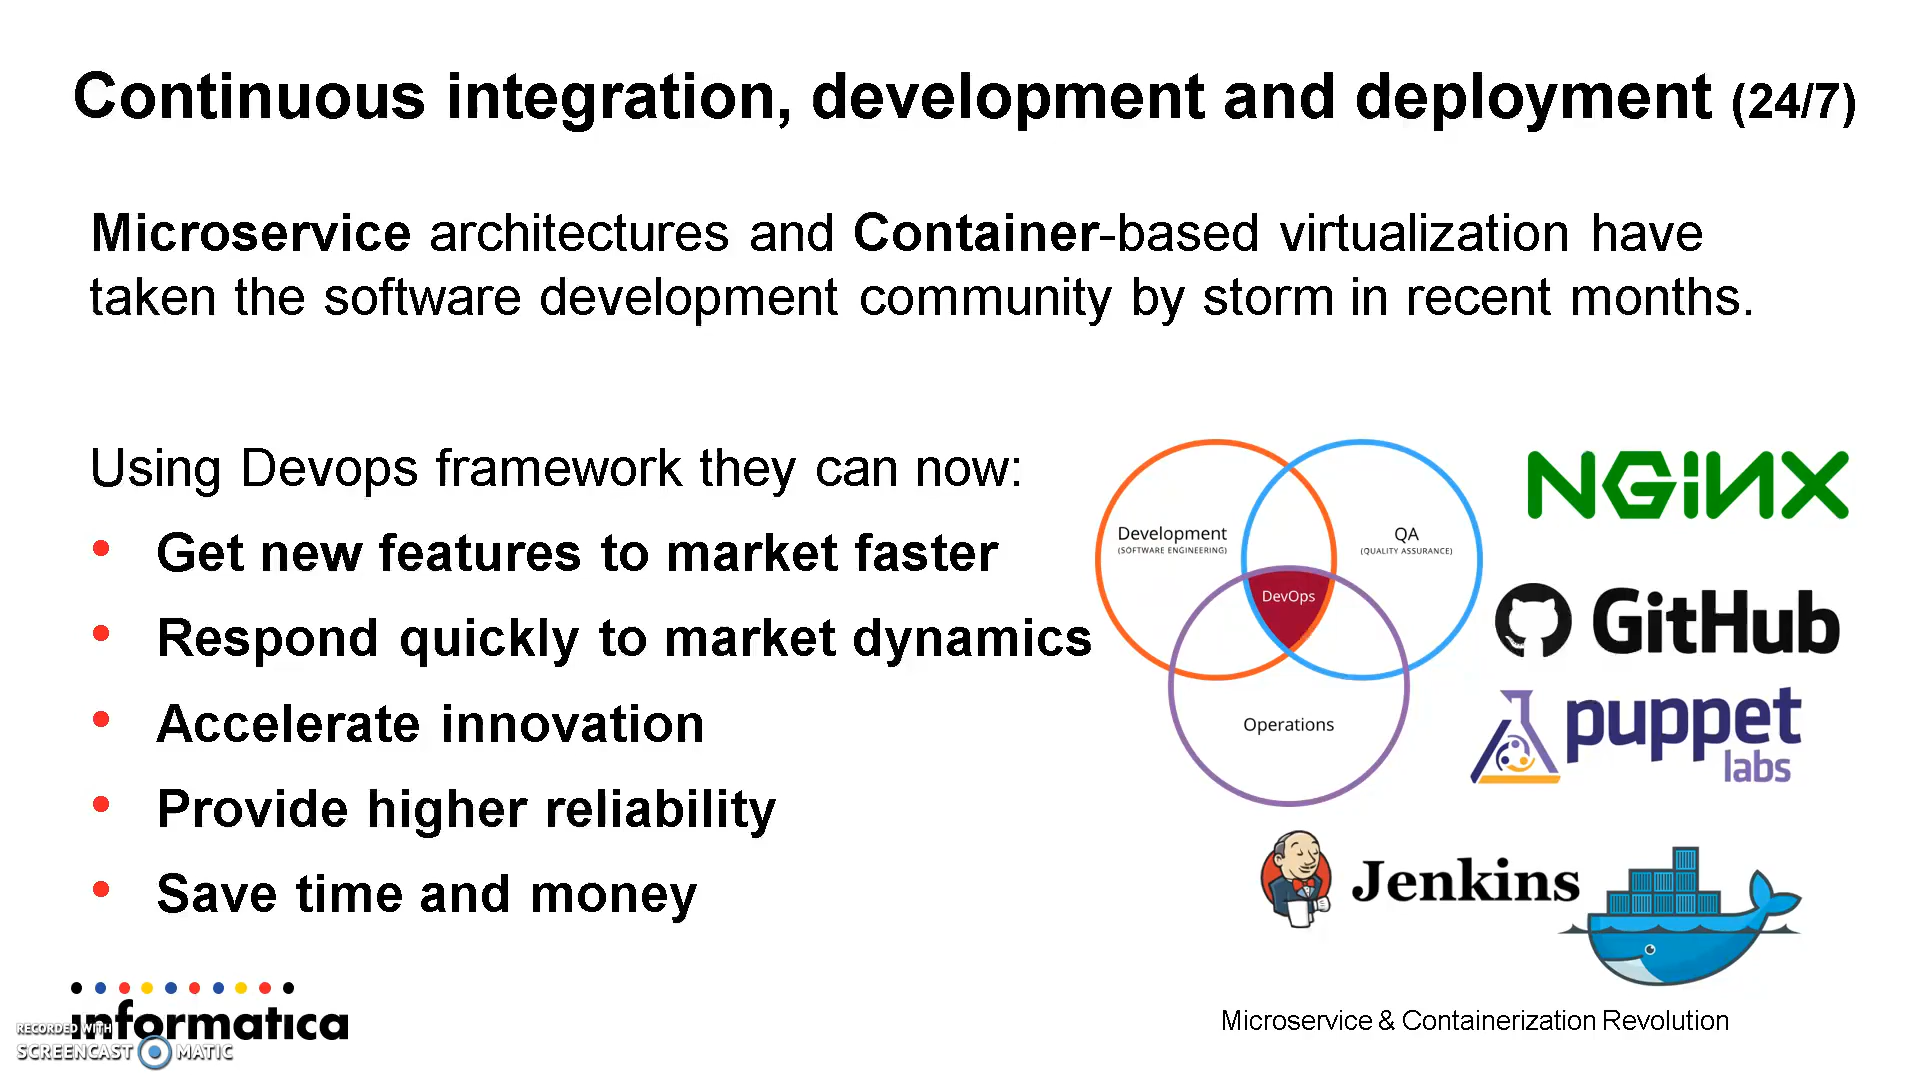 Continuous integration, development and deployment (24/7)
Microservice architectures and Container-based virtualization have
taken the software development community by storm in recent months.
Using Devops framework they can now:
• Get new features to market faster
• Respond quickly to market dynamics
• Accelerate innovation
• Provide higher reliability
• Save time and money
Development
(SOFTWARE ENGINEERING)
QA
(QUALITY ASSURANCE)
DevOps
Operations
NGINX
GitHub
puppet
labs
Jenkins
Microservice & Containerization Revolution
informatica
RECORDED WITH
SCREENCAST MATIC